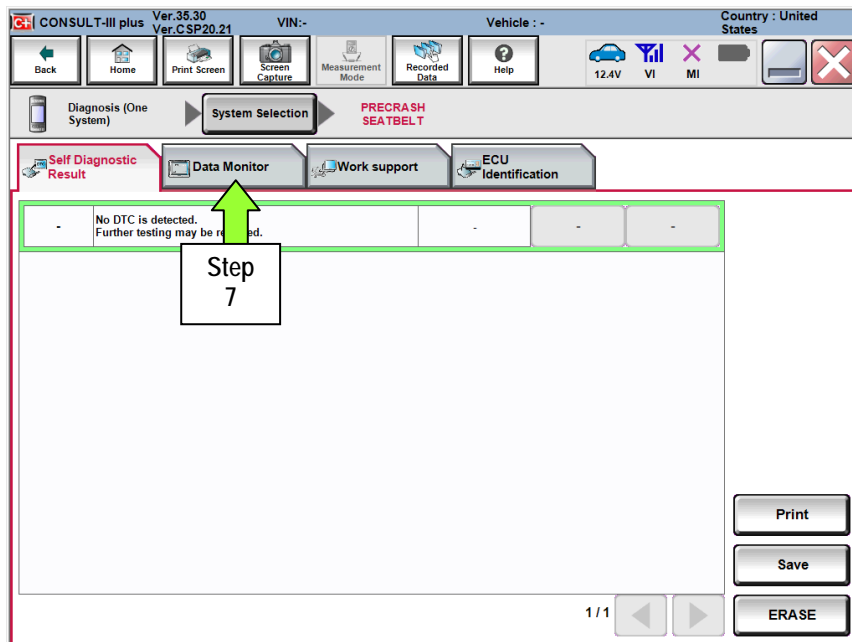 CONSULT-III plus
Ver.35.30
Ver.CSP20.21
VIN:-
Vehicle : -
Country : United
States
Back
Home
Print Screen
Screen
Capture
Measurement
Mode
Recorded
Data
Help
12.4V
VI
MI
Diagnosis (One
System)
System Selection
PRECRASH
SEATBELT
Self Diagnostic
Result
Data Monitor
Work support
ECU
Identification
-
No DTC is detected.
Further testing may be re ed.
-
-
-
Step
7
Print
Save
1 / 1
ERASE